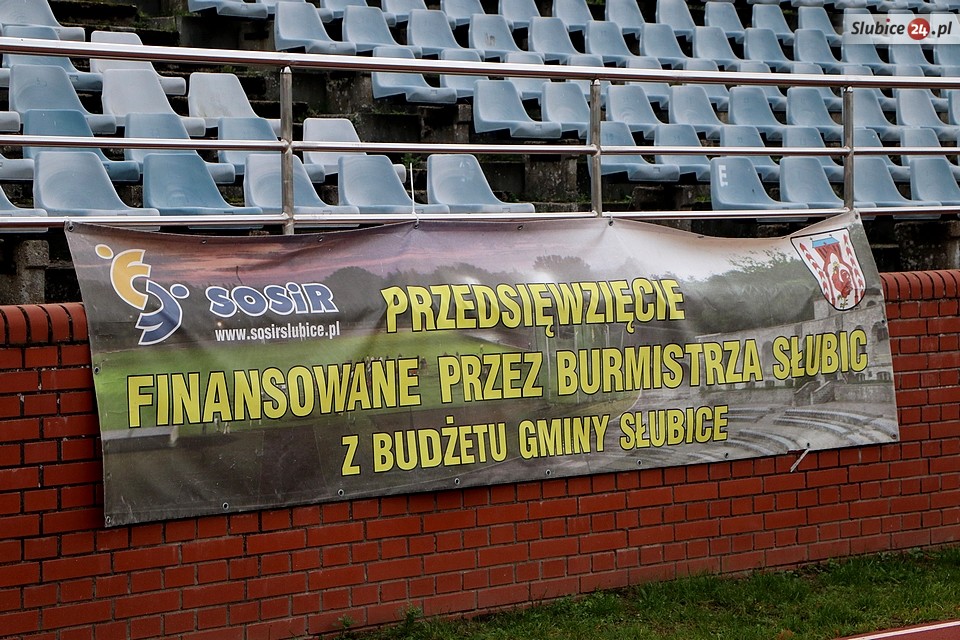 Slubice24.pl
SOSiR
www.sosirslubice.pl
PRZEDSIĘWZIĘCIE
FINANSOWANE PRZEZ BURMISTRZA SŁUBIC
Z BUDŻETU GMINY SŁUBICE
E